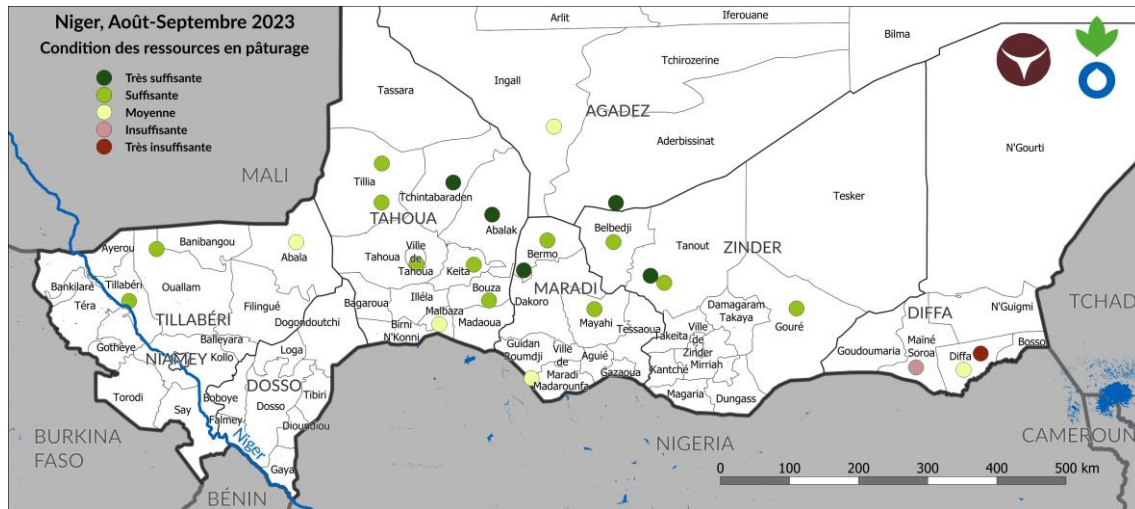 Niger, Août-Septembre 2023
Condition des ressources en pâturage
Très suffisante
Suffisante
Moyenne
Insuffisante
Très insuffisante
Arlit
Iferouane
Bilma
Tchirozerine
Ingall
Tassara
AGADEZ
Aderbissinat
N'Gourti
MALI
Tillia
Tchintabaraden
Tesker
TAHOUA
Abalak
Belbedji
Ayerou
Banibangou
Abala
Tahoua
Ville
de
Tahoua
Keita
Bermo
Tanout
ZINDER
Bankilaré
Tillabéri
Ouallam
Téra
Filingué
Bagaroua
Illéla
Bouza
Malbaza
Madaoua
MARADI
Dakoro
Mayahi
Tessaoua
Damagaram
Takaya
Gouré
N'Guigmi
TCHAD
DIFFA
TILLABÉRI
Dogondoutchi
Birni
N'Konni
Gotheye
Balleyara
NIAMEY
Kollo
Loga
Guidan
Roumdji
Ville
de
Maradi
Madarounfa
Aguié
Gazaoua
Takeita
Ville
de
Zinder
Mirriah
Kantché
Magaria
Dungass
Goudoumaria
Maïné
Soroa
Diffa
Bosso
Torodi
Say
DOSSO
Boboye
Tibiri
Dosso
Falmey
Dioundiou
Gaya
Niger
BURKINA
FASO
BÉNIN
NIGERIA
CAMEROUN
0 100 200 300 400 500 km